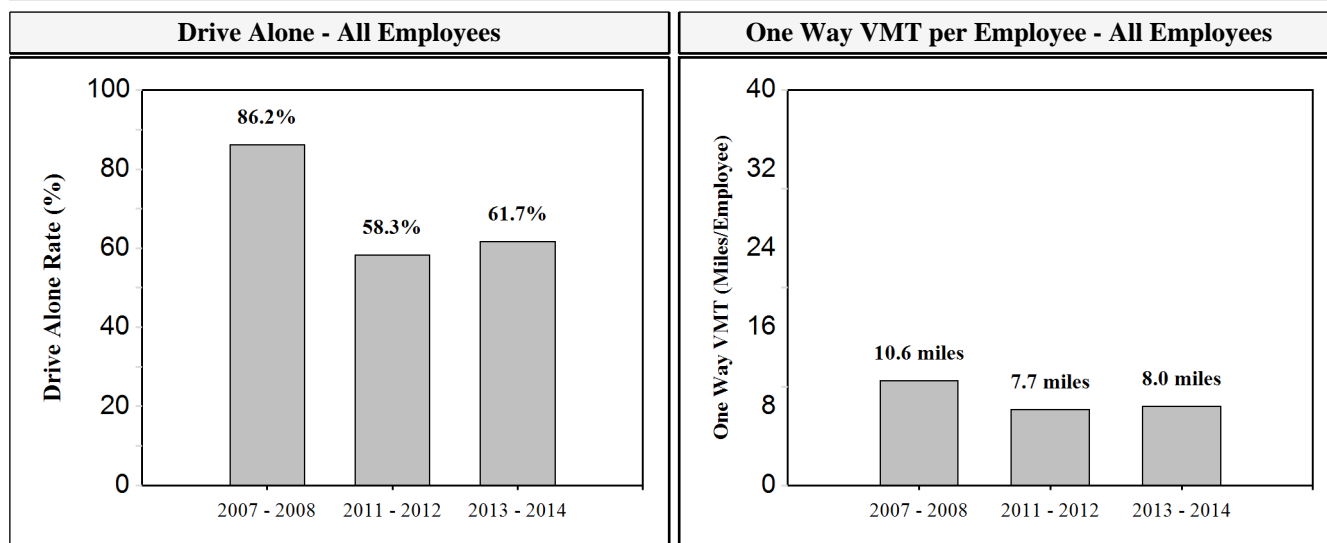 Drive Alone - All Employees
One Way VMT per Employee - All Employees
Drive Alone Rate (%)
100
80
60
40
20
0
86.2%
58.3%
61.7%
2007 - 2008
2011 - 2012
2013 - 2014
One Way VMT (Miles/Employee)
40
32
24
16
8
0
10.6 miles
7.7 miles
8.0 miles
2007 - 2008
2011 - 2012
2013 - 2014